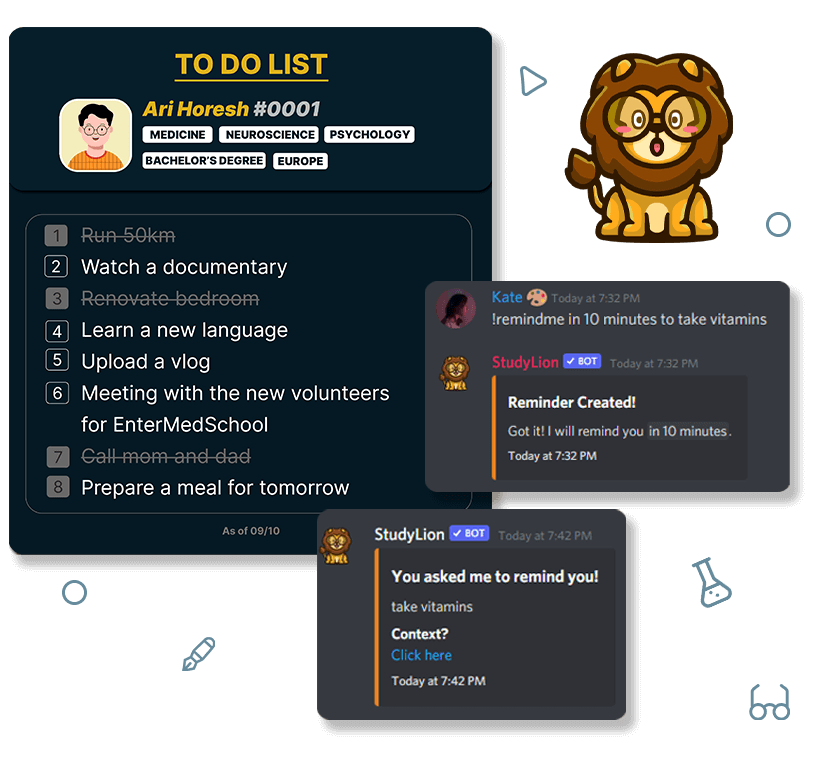 TO DO LIST
Ari Horesh #0001
MEDICINE NEUROSCIENCE PSYCHOLOGY
BACHELOR'S DEGREE EUROPE
1 Run 50km
2 Watch a documentary
3 Renovate bedroom
4 Learn a new language
5 Upload a vlog
6 Meeting with the new volunteers
for EnterMedSchool
7 Call mom and dad
8 Prepare a meal for tomorrow
As of 09/10
Kate Today at 7:32 PM
!remindme in 10 minutes to take vitamins
StudyLion BOT Today at 7:32 PM
Reminder Created!
Got it! I will remind you in 10 minutes.
Today at 7:32 PM
StudyLion BOT Today at 7:42 PM
You asked me to remind you!
take vitamins
Context?
Click here
Today at 7:42 PM